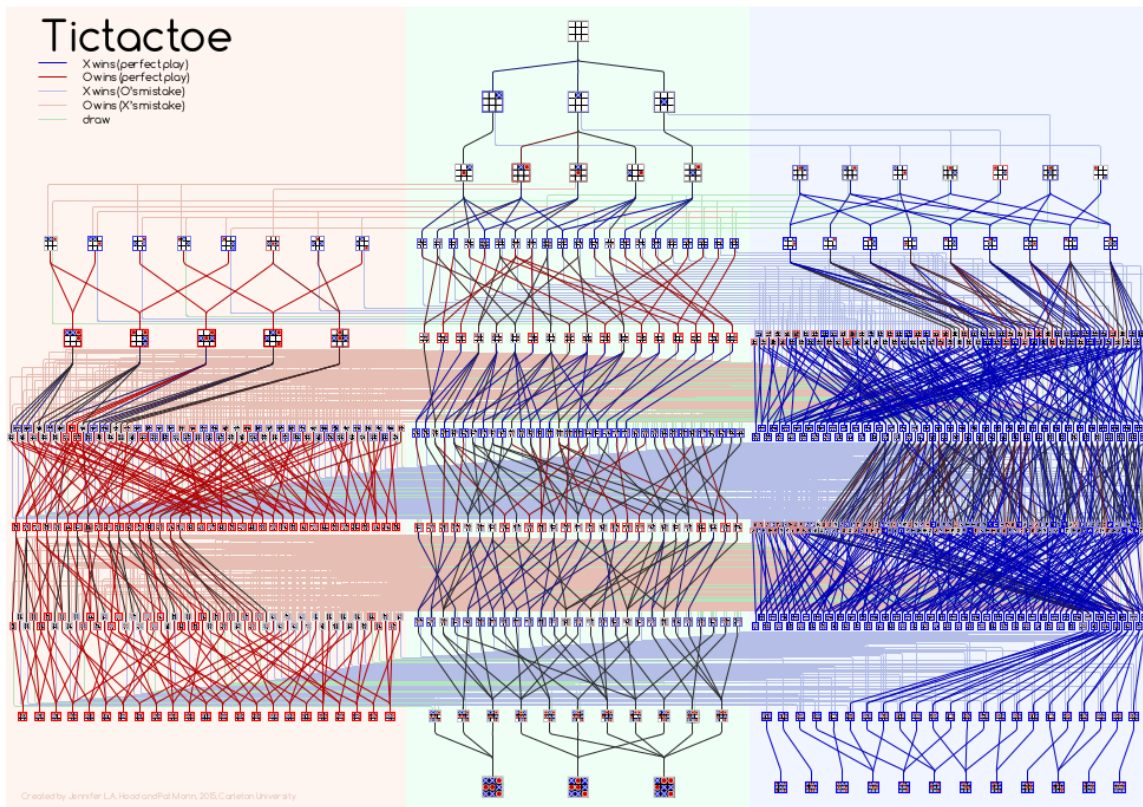 Tictactoe
X wins (perfect play)
O wins (perfect play)
X wins (O's mistake)
O wins (X's mistake)
draw
Created by Jennifer L.A. Hood and Pat Morin, 2015, Carleton University